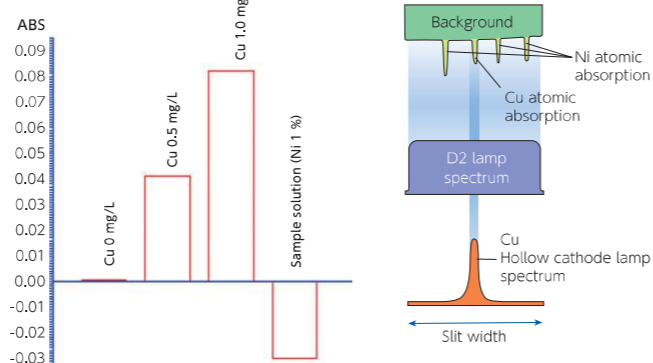 ABS
0.09
0.08
0.07
0.06
0.05
0.04
0.03
0.02
0.01
0.00
-0.01
-0.02
-0.03
Cu 0 mg/L
Cu 0.5 mg/L
Cu 1.0 mg
Sample solution (Ni 1 %)
Background
Ni atomic
absorption
Cu atomic
absorption
D2 lamp
spectrum
Cu
Hollow cathode lamp
spectrum
Slit width